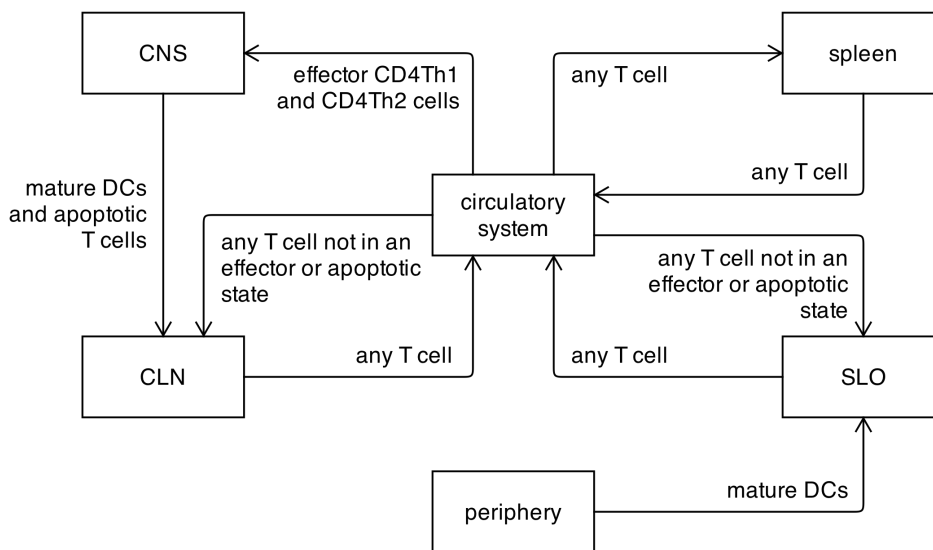 CNS
spleen
effector CD4Th1
and CD4Th2 cells
any T cell
any T cell
mature DCs
and apoptotic
T cells
circulatory
system
any T cell not in an
effector or apoptotic
state
any T cell not in an
effector or apoptotic
state
CLN
any T cell
any T cell
SLO
periphery
mature DCs